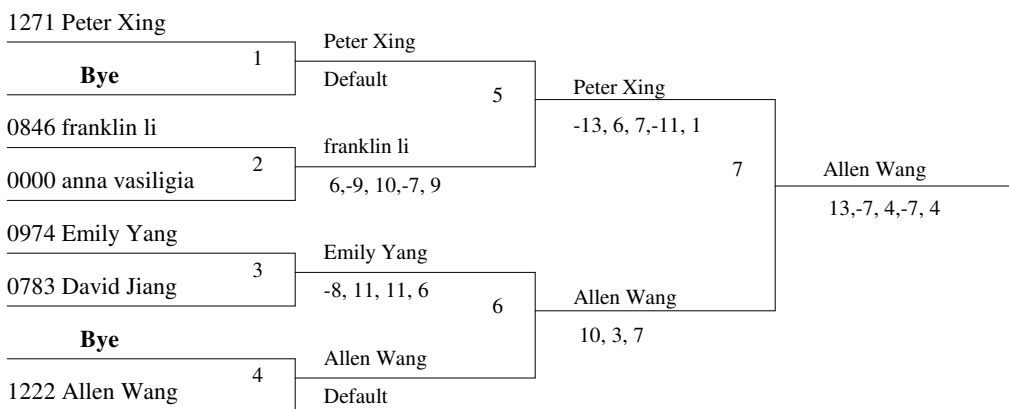 1271 Peter Xing
Bye
0846 franklin li
0000 anna vasiligia
0974 Emily Yang
0783 David Jiang
Bye
1222 Allen Wang
1
2
3
4
Peter Xing
Default
franklin li
6,-9, 10,-7, 9
Emily Yang
-8, 11, 11, 6
Allen Wang
Default
5
6
Peter Xing
-13, 6, 7,-11, 1
Allen Wang
10, 3, 7
7
Allen Wang
13,-7, 4,-7, 4